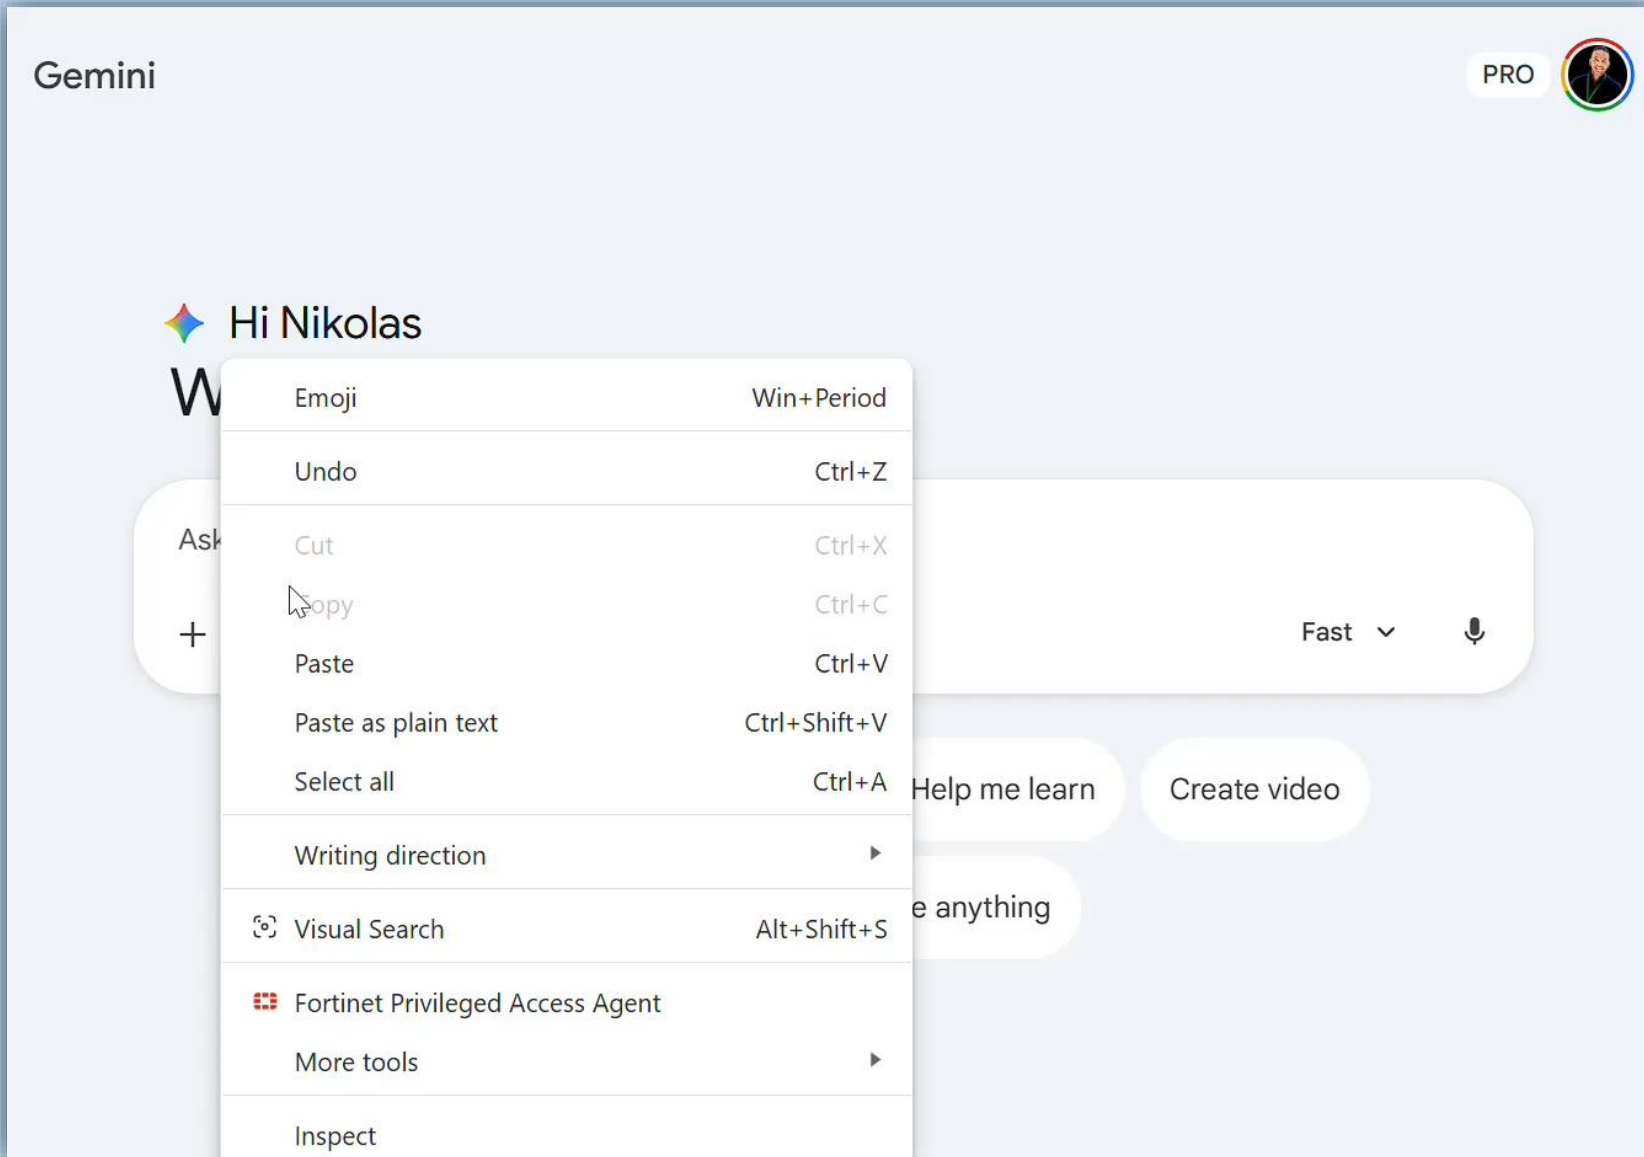 Gemini
PRO
Hi Nikolas
W
Emoji Win+Period
Undo Ctrl+Z
Ask
Cut Ctrl+X
Copy Ctrl+C
Fast
Paste Ctrl+V
Paste as plain text Ctrl+Shift+V
Select all Ctrl+A
Help me learn
Create video
Writing direction
e anything
Visual Search Alt+Shift+S
Fortinet Privileged Access Agent
More tools
Inspect